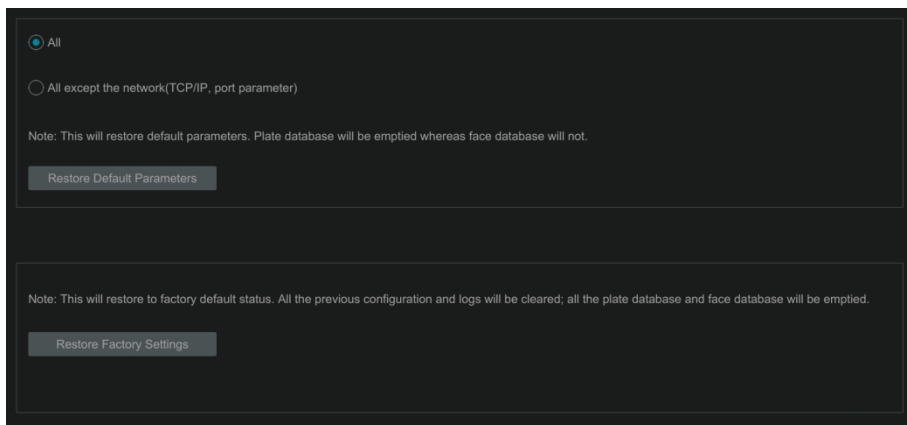 All
All except the network(TCP/IP, port parameter)
Note: This will restore default parameters. Plate database will be emptied whereas face database will not.
Restore Default Parameters
Note: This will restore to factory default status. All the previous configuration and logs will be cleared; all the plate database and face database will be emptied.
Restore Factory Settings